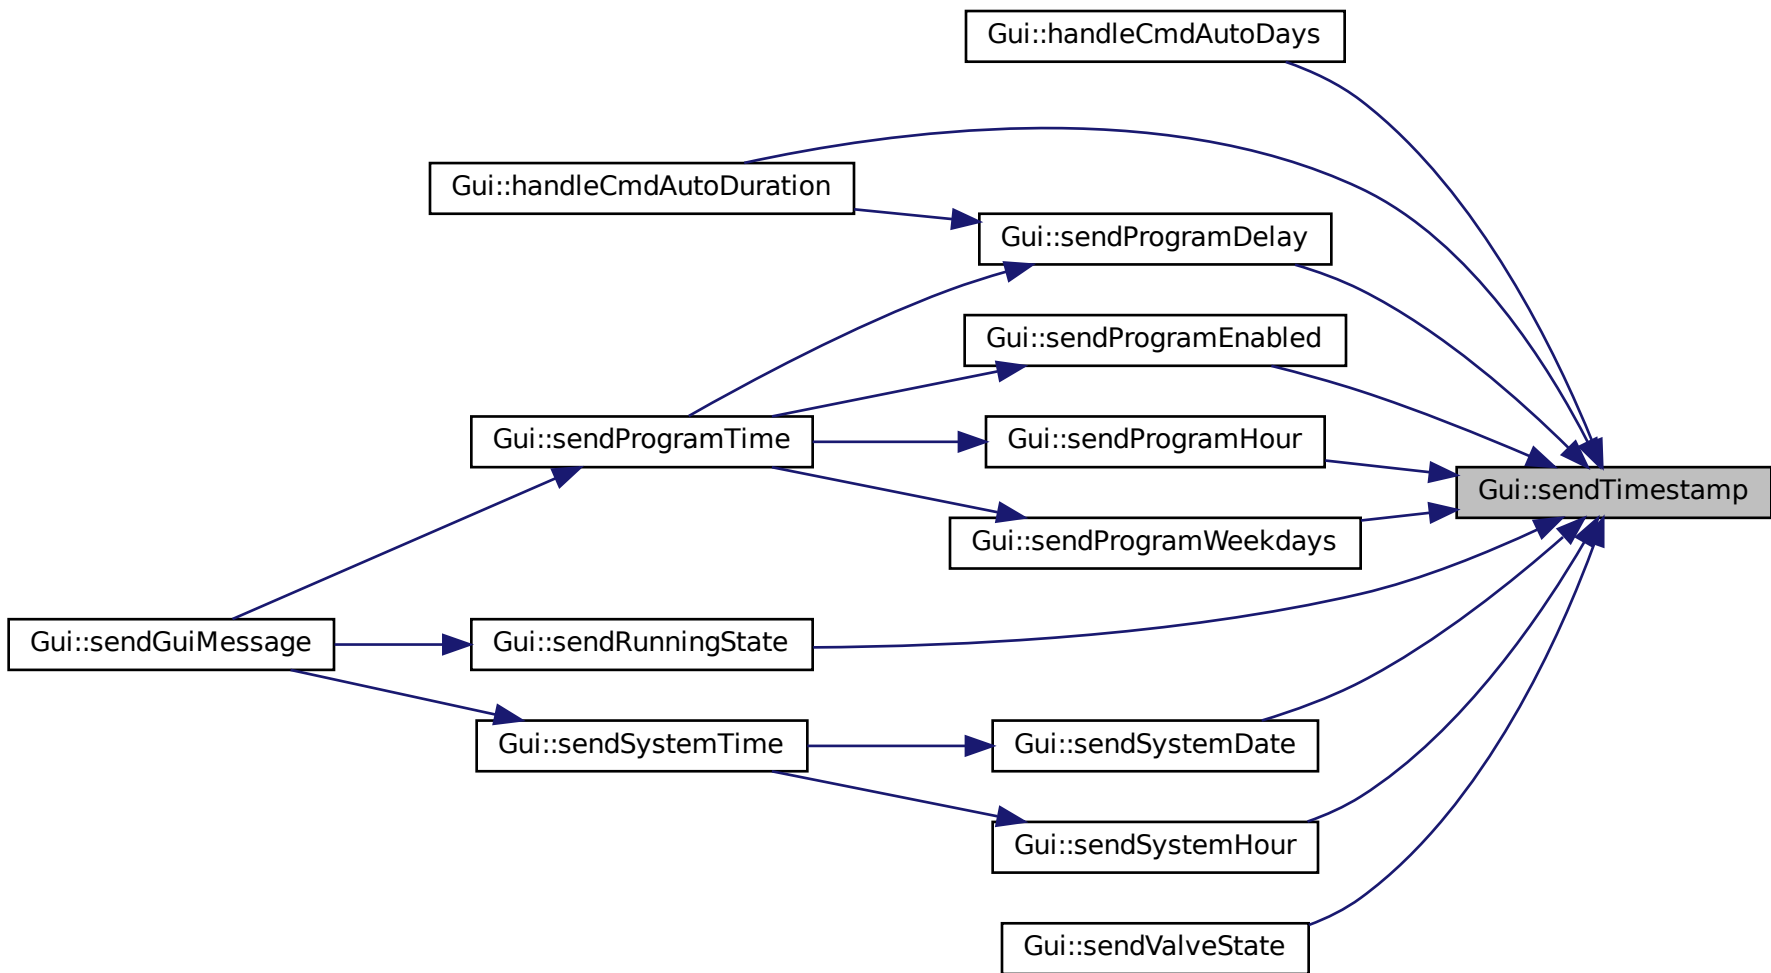 Gui::handleCmdAutoDays
Gui::handleCmdAutoDuration
Gui::sendProgramDelay
Gui::sendProgramEnabled
Gui::sendProgramTime
Gui::sendProgramHour
Gui::sendTimestamp
Gui::sendProgramWeekdays
Gui::sendGuiMessage
Gui::sendRunningState
Gui::sendSystemTime
Gui::sendSystemDate
Gui::sendSystemHour
Gui::sendValveState